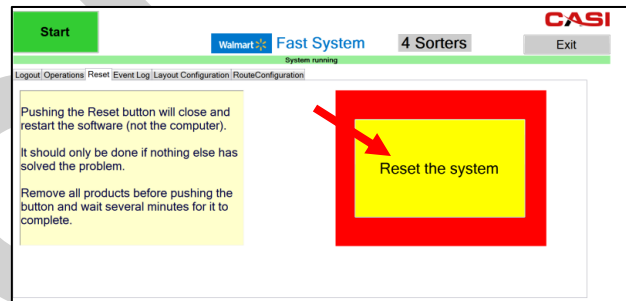 CASI
Start
Walmart Fast System
4 Sorters
Exit
System running
Logout Operations Reset Event Log Layout Configuration RouteConfiguration
Pushing the Reset button will close and
restart the software (not the computer).
It should only be done if nothing else has
solved the problem.
Remove all products before pushing the
button and wait several minutes for it to
complete.
Reset the system